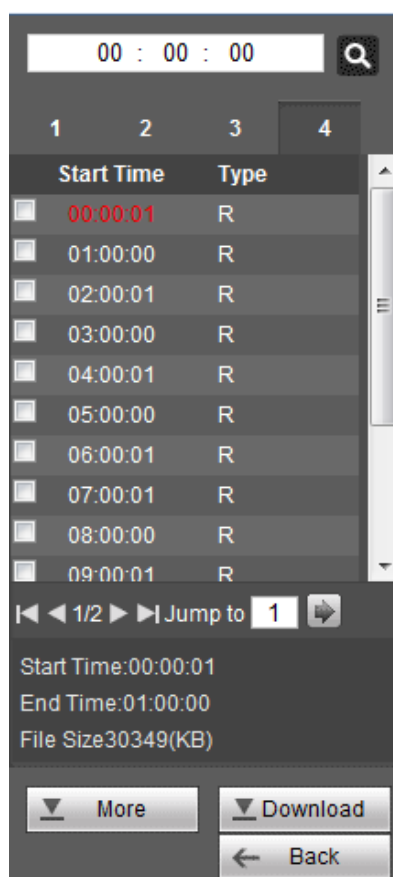 00 : 00 : 00
1 2 3 4
Start Time Type
00:00:01 R
01:00:00 R
02:00:01 R
03:00:00 R
04:00:01 R
05:00:00 R
06:00:01 R
07:00:01 R
08:00:00 R
09:00:01 R
1/2 Jump to 1
Start Time:00:00:01
End Time:01:00:00
File Size30349(KB)
More Download
Back